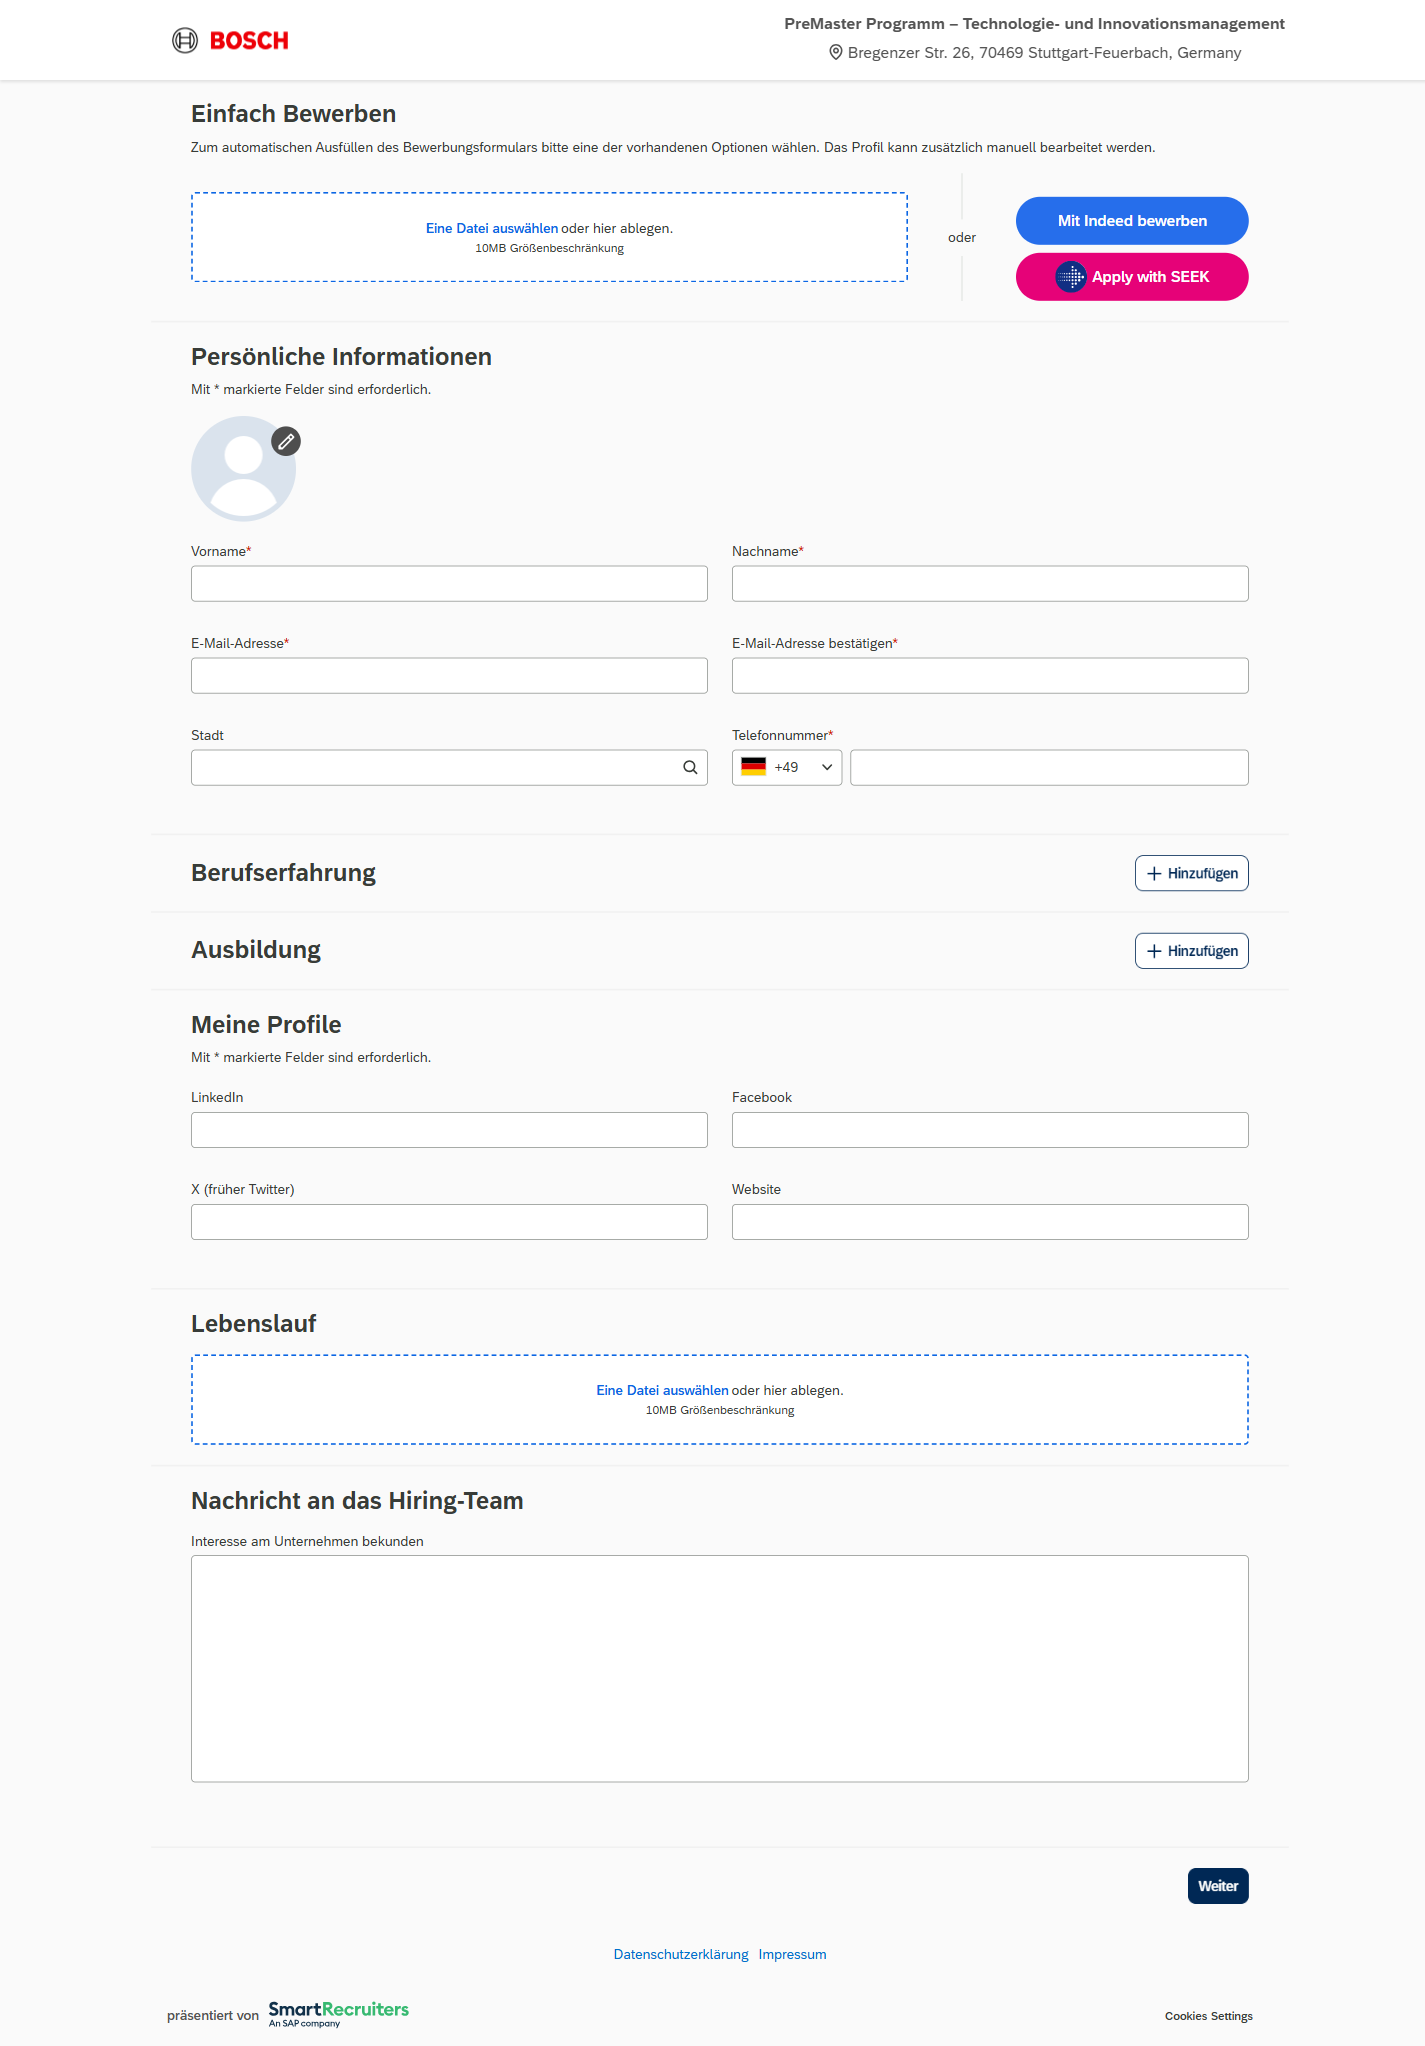 BOSCH
PreMaster Programm – Technologie- und Innovationsmanagement
Bregenzer Str. 26, 70469 Stuttgart-Feuerbach, Germany
Einfach Bewerben
Zum automatischen Ausfüllen des Bewerbungsformulars bitte eine der vorhandenen Optionen wählen. Das Profil kann zusätzlich manuell bearbeitet werden.
Eine Datei auswählen oder hier ablegen.
10MB Größenbeschränkung
oder
Mit Indeed bewerben
Apply with SEEK
Persönliche Informationen
Mit * markierte Felder sind erforderlich.
Vorname*
Nachname*
E-Mail-Adresse*
E-Mail-Adresse bestätigen*
Stadt
Telefonnummer*
+49
Berufserfahrung
Hinzufügen
Ausbildung
Hinzufügen
Meine Profile
Mit * markierte Felder sind erforderlich.
LinkedIn
Facebook
X (früher Twitter)
Website
Lebenslauf
Eine Datei auswählen oder hier ablegen.
10MB Größenbeschränkung
Nachricht an das Hiring-Team
Interesse am Unternehmen bekunden
Weiter
Datenschutzerklärung Impressum
präsentiert von SmartRecruiters
An SAP company
Cookies Settings